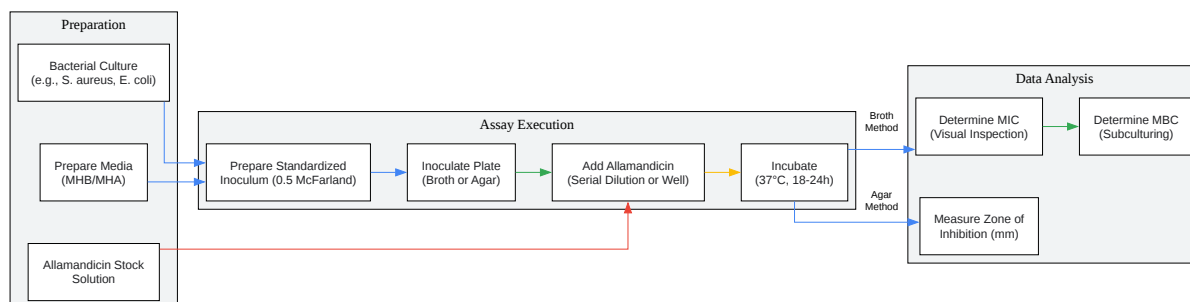 Preparation
Bacterial Culture
(e.g., S. aureus, E. coli)
Prepare Media
(MHB/MHA)
Allamandicin Stock
Solution
Assay Execution
Prepare Standardized
Inoculum (0.5 McFarland)
Inoculate Plate
(Broth or Agar)
Add Allamandicin
(Serial Dilution or Well)
Incubate
(37°C, 18-24h)
Broth
Method
Agar
Method
Data Analysis
Determine MIC
(Visual Inspection)
Determine MBC
(Subculturing)
Measure Zone of
Inhibition (mm)